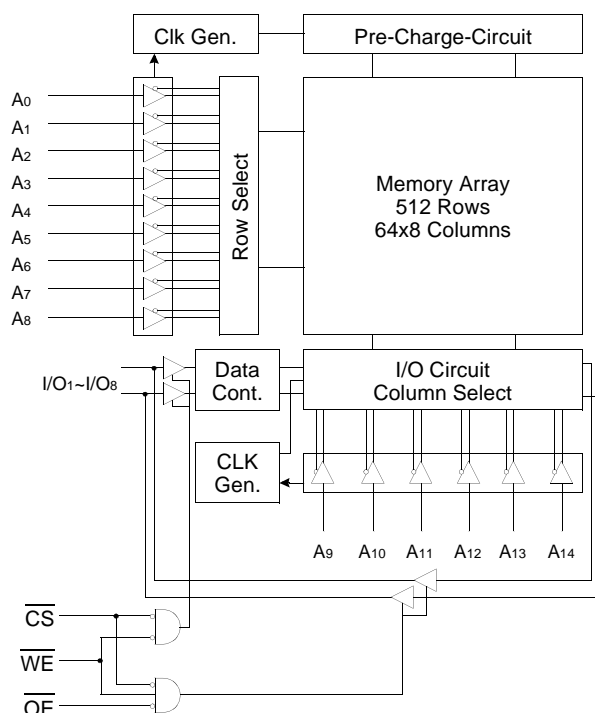 Clk Gen.
Pre-Charge-Circuit
A0
A1
A2
A3
A4
A5
A6
A7
A8
Row Select
Memory Array
512 Rows
64x8 Columns
I/O1~I/O8
Data
Cont.
I/O Circuit
Column Select
CLK
Gen.
A9
A10
A11
A12
A13
A14
CS
WE
OE